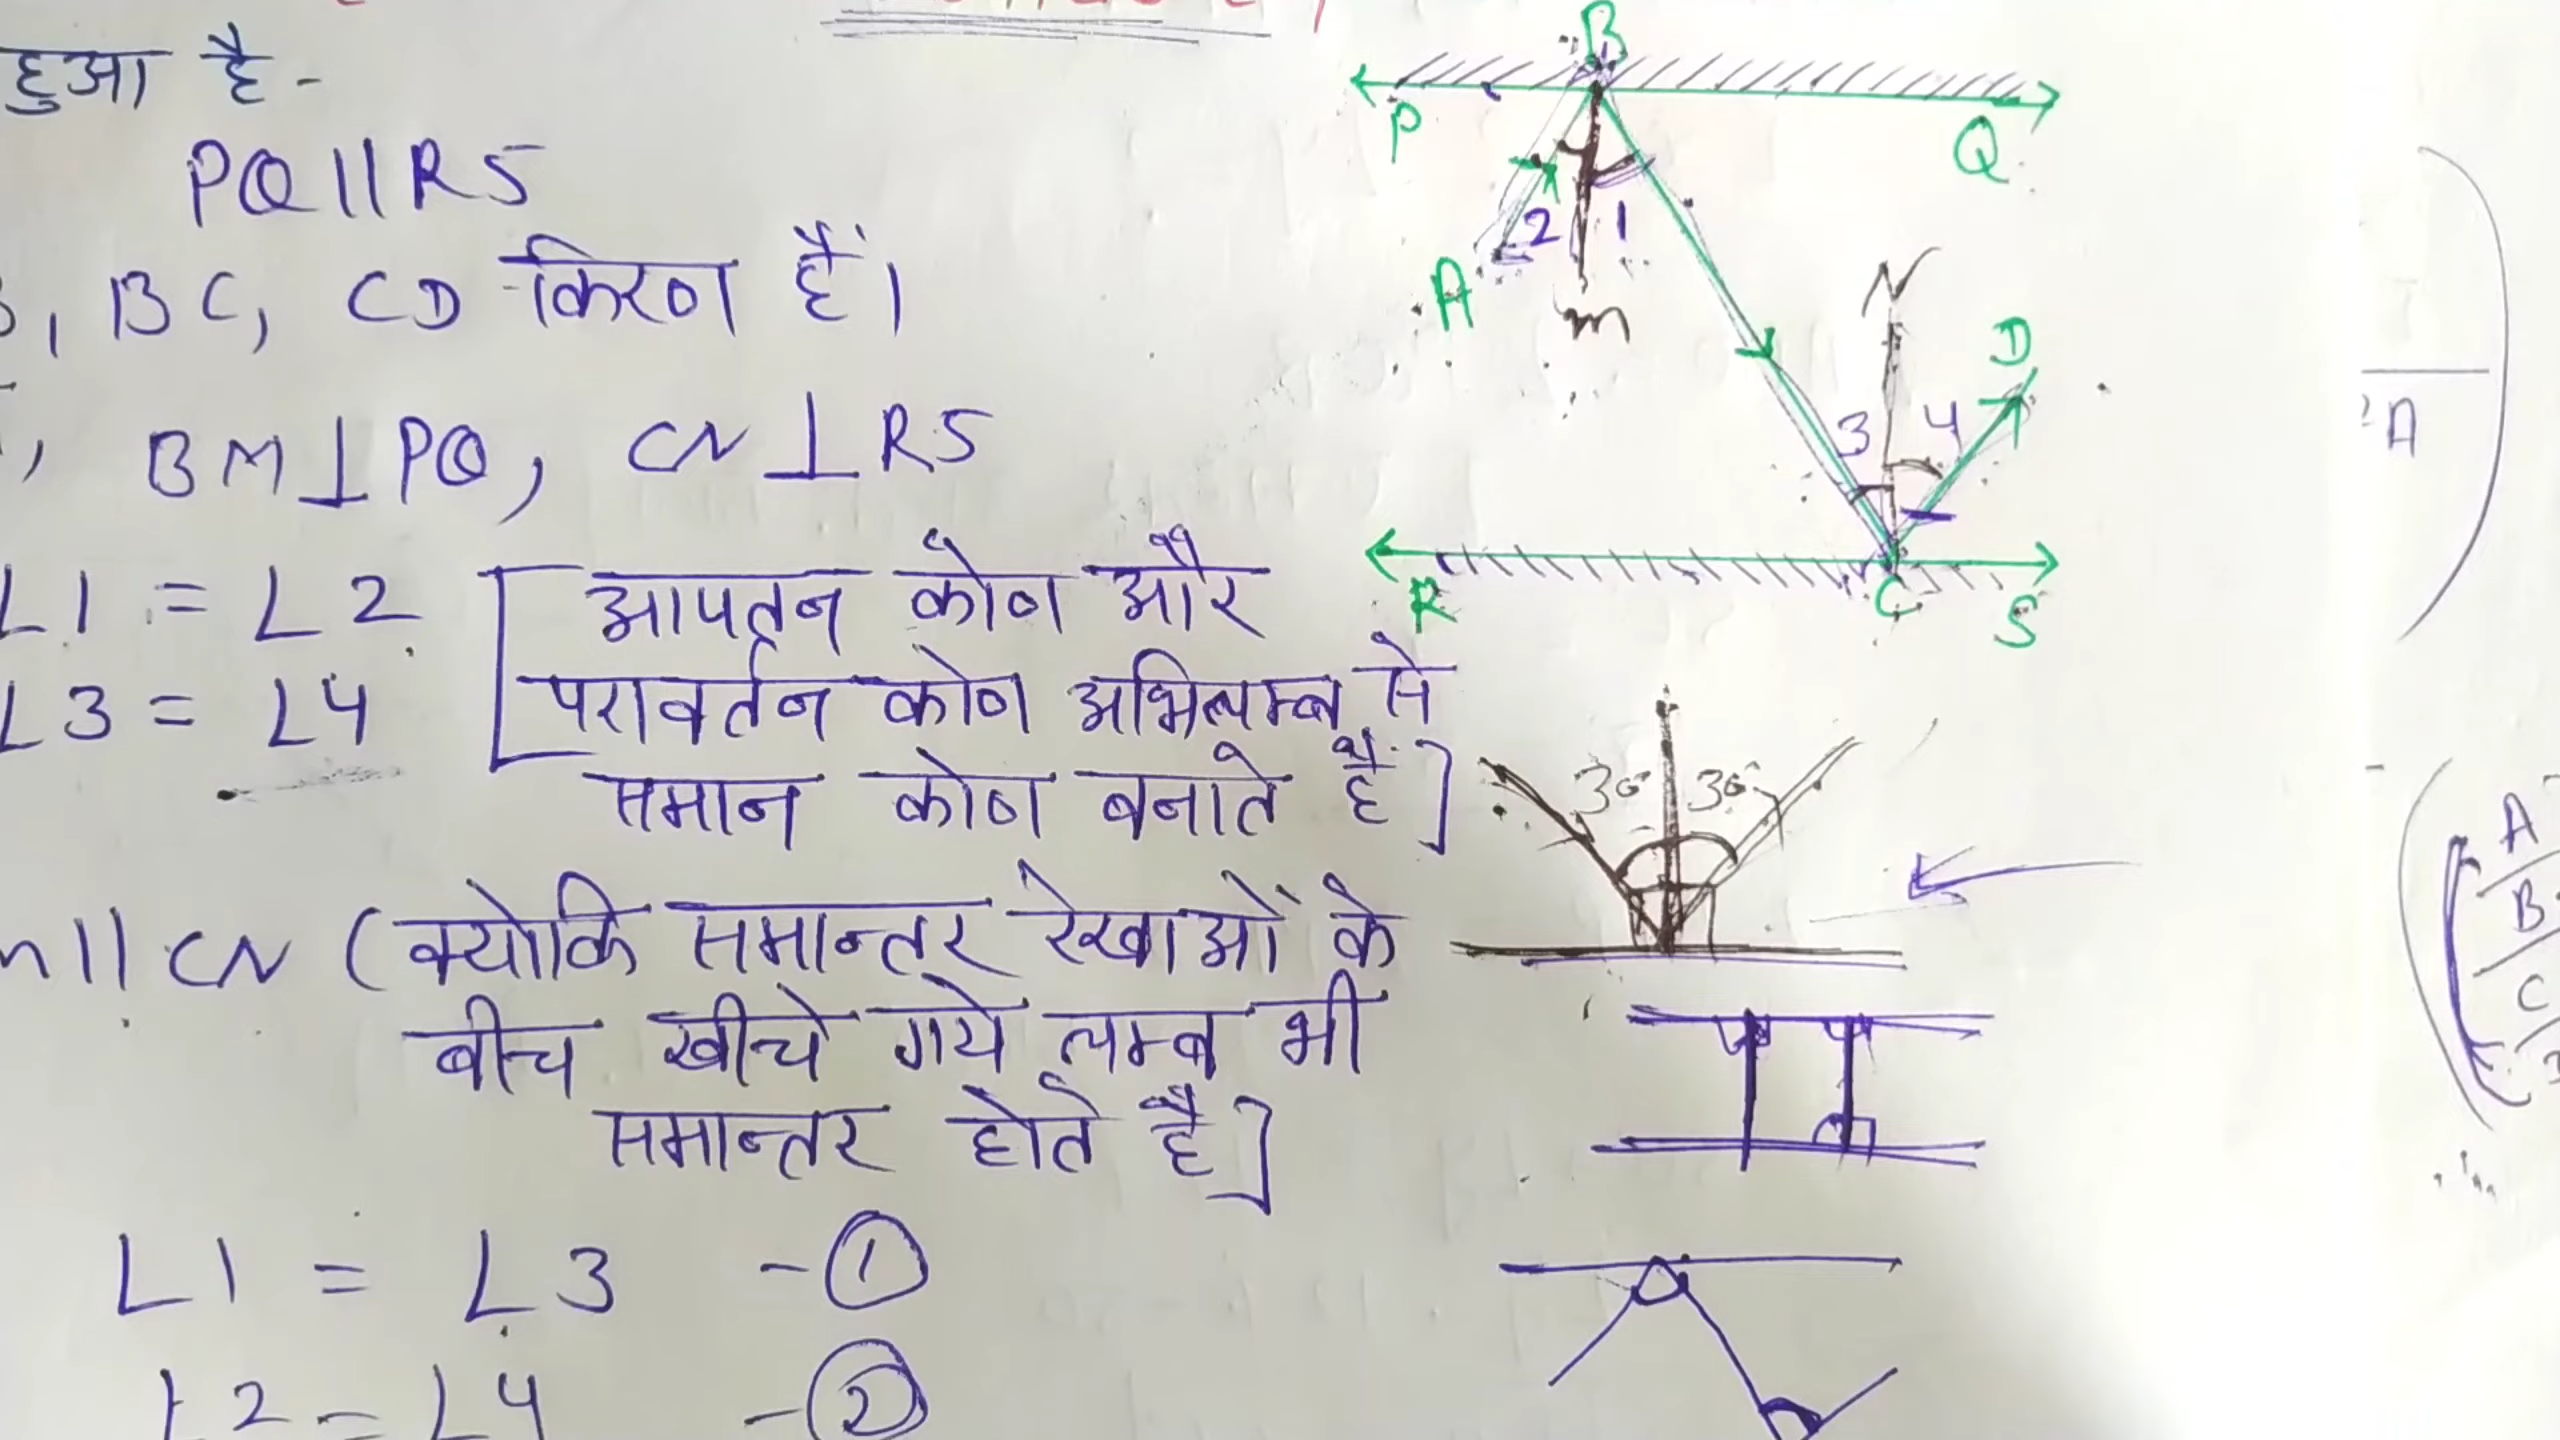 हुआ है-
PQ || RS
B, BC, CD किरण हैं।
BM ⊥ PQ, CN ⊥ RS
∠1 = ∠2 [आपतन कोण और
∠3 = ∠4 परावर्तन कोण अभिलम्ब से
समान कोण बनाते हैं]
m || CN (क्योकि समान्तर रेखाओं के
बीच खीचे गये लम्ब भी
समान्तर होते है]
∠1 = ∠3 - ①
∠2 = ∠4 - ②
B
P
Q
2
1
A
m
N
D
3
4
R
C
S
30°
30°
A
A
B
C